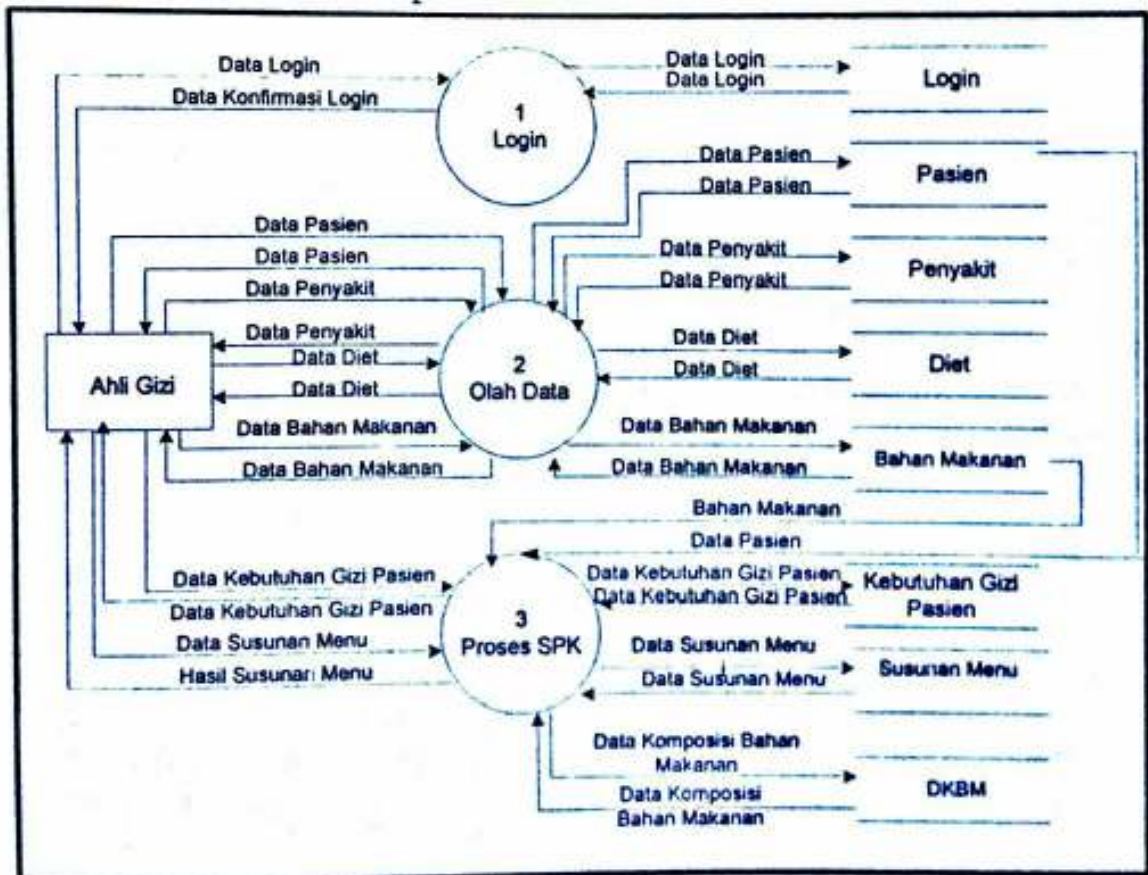 Data Login
Data Konfirmasi Login
1
Login
Data Login
Data Login
Login
Data Pasien
Data Pasien
Pasien
Data Pasien
Data Pasien
Data Penyakit
Data Penyakit
Data Penyakit
Penyakit
Data Penyakit
Data Diet
Data Diet
Ahli Gizi
2
Olah Data
Data Diet
Data Diet
Diet
Data Bahan Makanan
Data Bahan Makanan
Data Bahan Makanan
Data Bahan Makanan
Bahan Makanan
Bahan Makanan
Data Pasien
Data Kebutuhan Gizi Pasien
Data Kebutuhan Gizi Pasien
Data Susunan Menu
Hasil Susunan Menu
3
Proses SPK
Data Kebutuhan Gizi Pasien
Data Kebutuhan Gizi Pasien
Kebutuhan Gizi
Pasien
Data Susunan Menu
Data Susunan Menu
Susunan Menu
Data Komposisi Bahan
Makanan
Data Komposisi
Bahan Makanan
DKBM